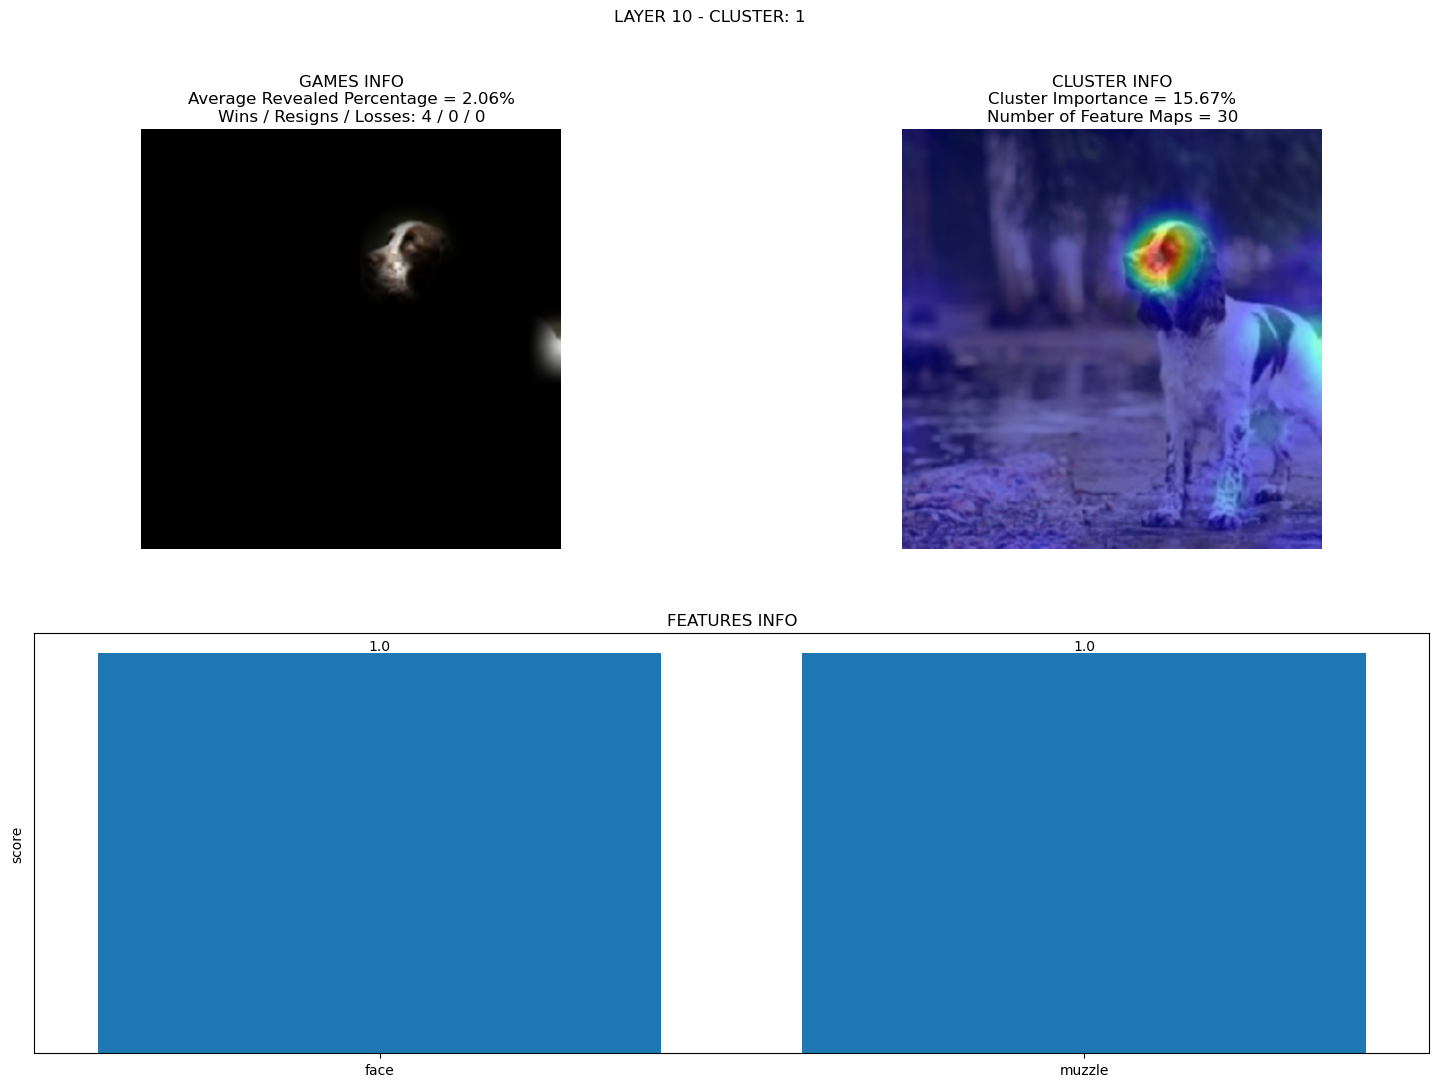 LAYER 10 - CLUSTER: 1
GAMES INFO
Average Revealed Percentage = 2.06%
Wins / Resigns / Losses: 4 / 0 / 0
CLUSTER INFO
Cluster Importance = 15.67%
Number of Feature Maps = 30
FEATURES INFO
1.0
1.0
score
face
muzzle